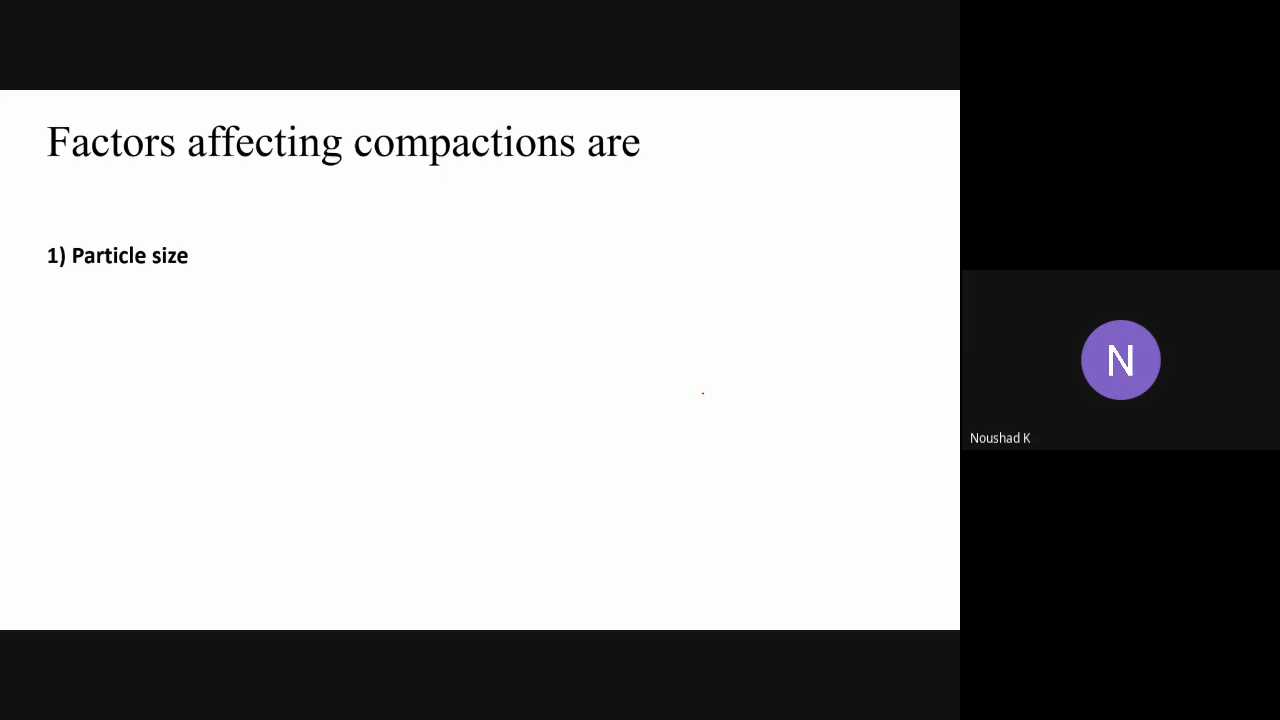 Factors affecting compactions are
1) Particle size
N
Noushad K